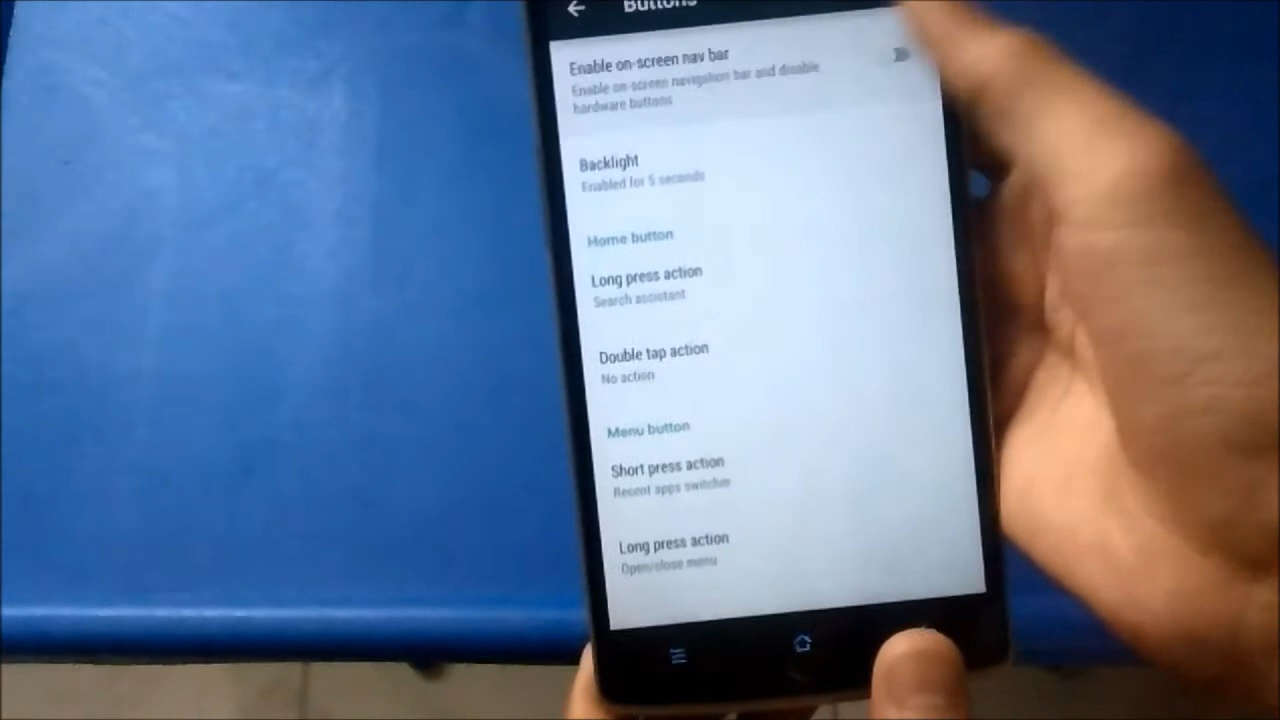 Buttons
Enable on-screen nav bar
Enable on-screen navigation bar and disable
hardware buttons
Backlight
Enabled for 5 seconds
Home button
Long press action
Search assistant
Double tap action
No action
Menu button
Short press action
Recent apps switcher
Long press action
Open/close menu